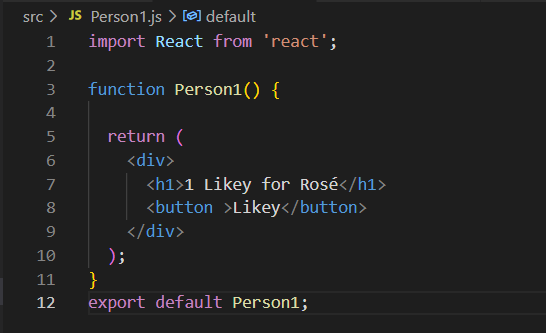 src > JS Person1.js > default
1 import React from 'react';
2
3 function Person1() {
4
5   return (
6     <div>
7       <h1>1 Likey for Rosé</h1>
8       <button >Likey</button>
9     </div>
10   );
11 }
12 export default Person1;